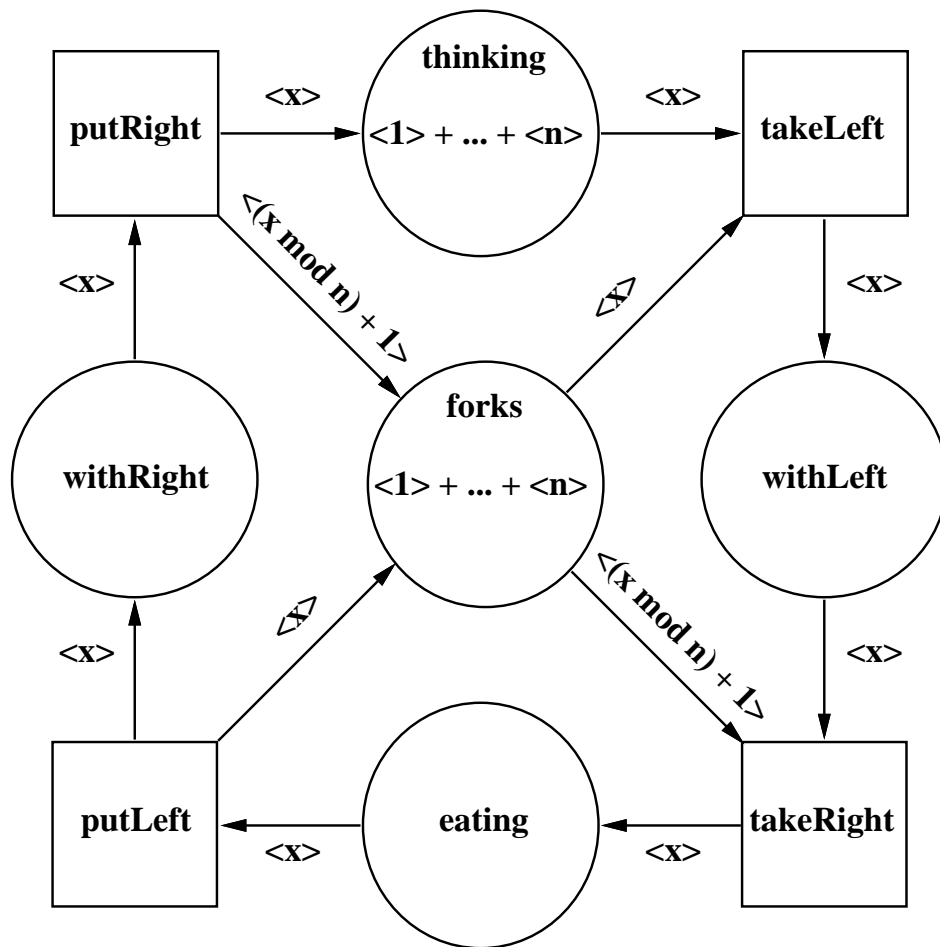 thinking
<x>
<x>
putRight
<1> + ... + <n>
takeLeft
<(x mod n) + 1>
<x>
<x>
<x>
forks
withRight
<1> + ... + <n>
withLeft
<x>
<(x mod n) + 1>
<x>
<x>
putLeft
eating
takeRight
<x>
<x>